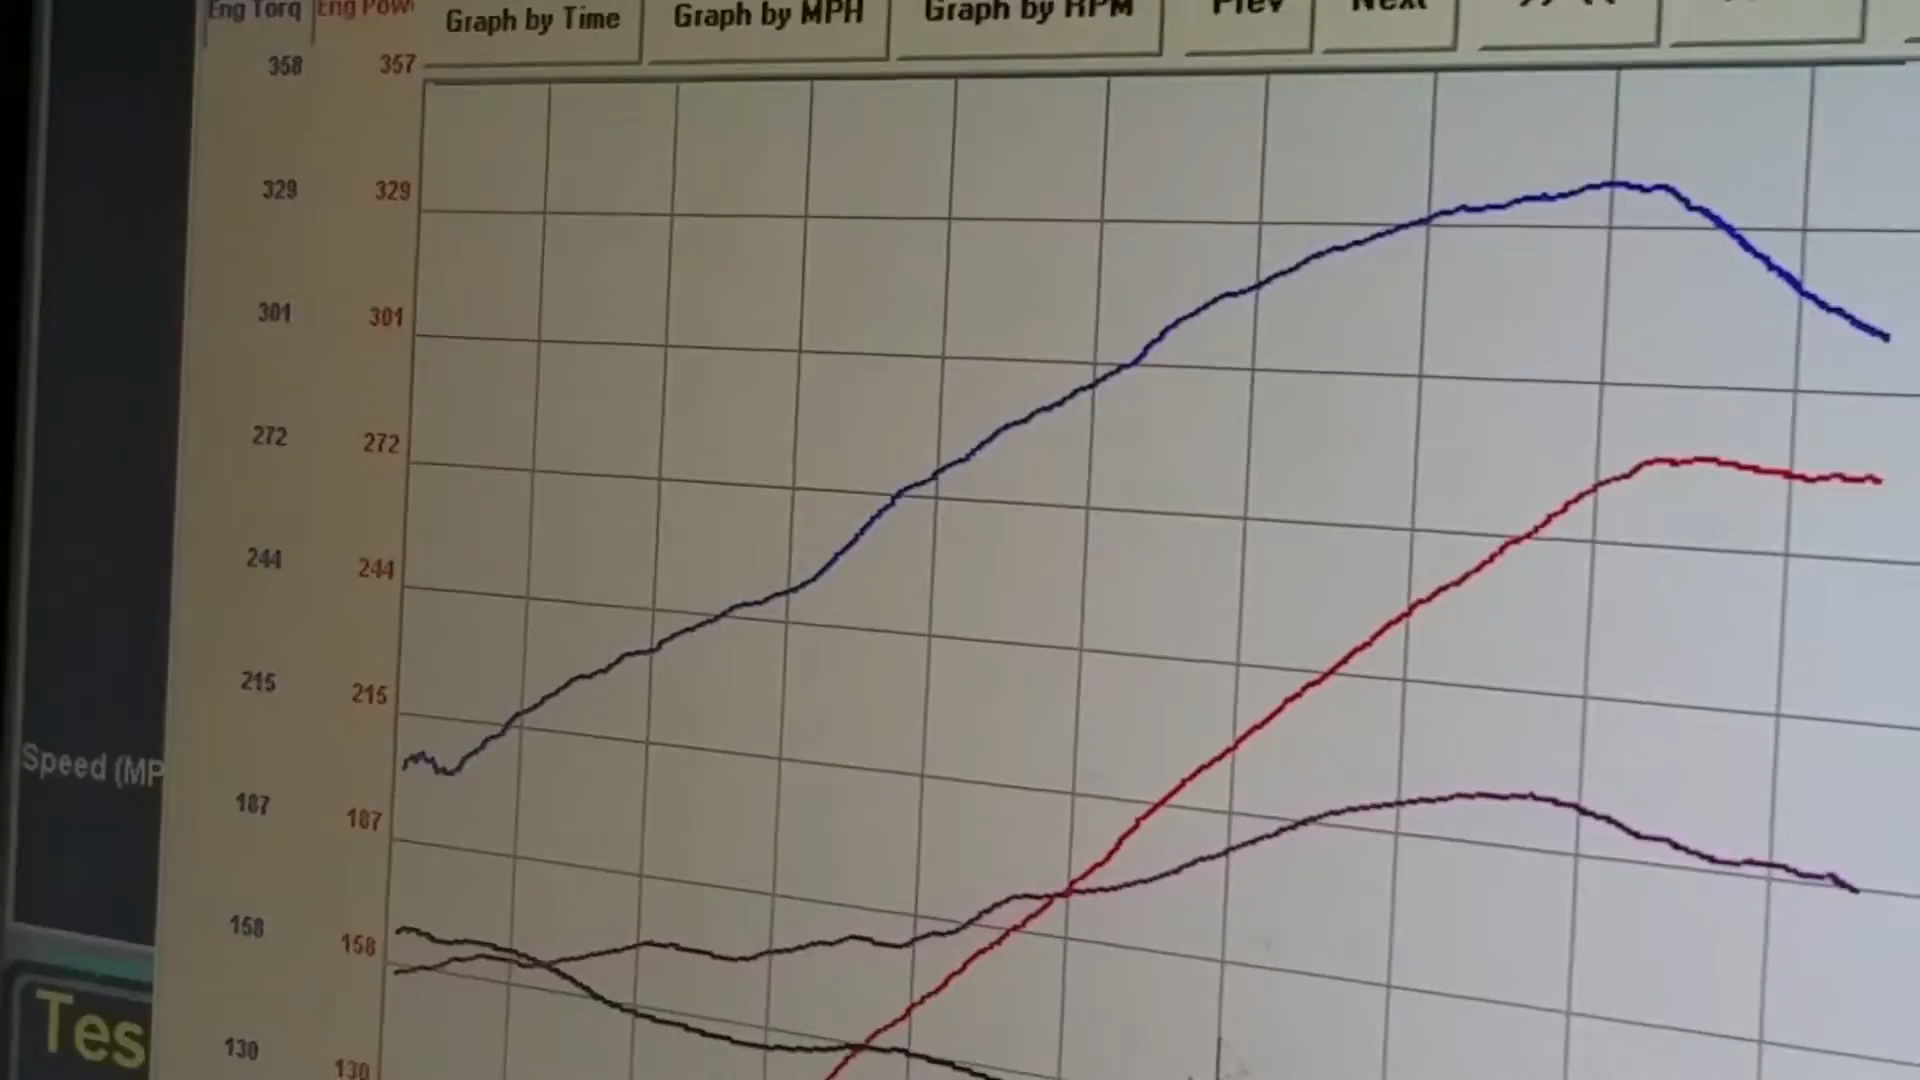 Eng Torq Eng Pow
Graph by Time Graph by MPH Graph by RPM Prev Next
358 357
329 329
301 301
272 272
244 244
215 215
187 187
158 158
130 130
Speed (MP
Tes